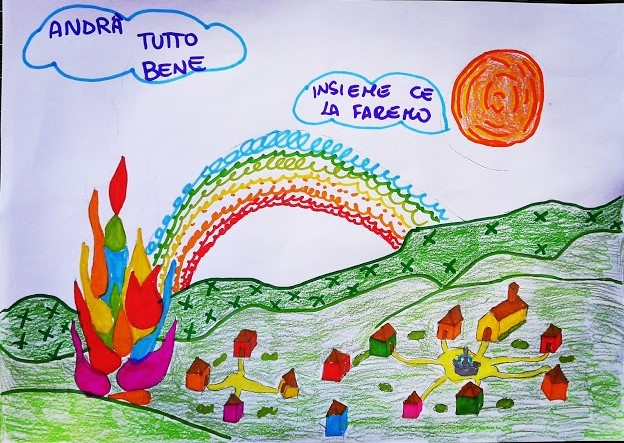 ANDRÀ TUTTO
BENE
INSIEME CE
LA FAREMO